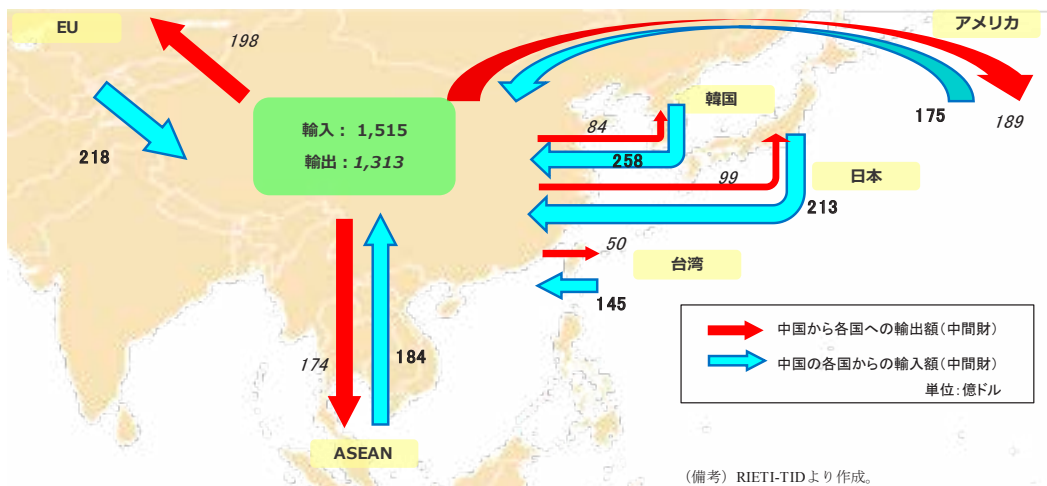 EU
198
アメリカ
218
輸入： 1,515
輸出：1,313
韓国
84
258
175
189
99
日本
213
50
台湾
145
174
184
ASEAN
中国から各国への輸出額（中間財）
中国の各国からの輸入額（中間財）
単位：億ドル
（備考）RIETI-TIDより作成。